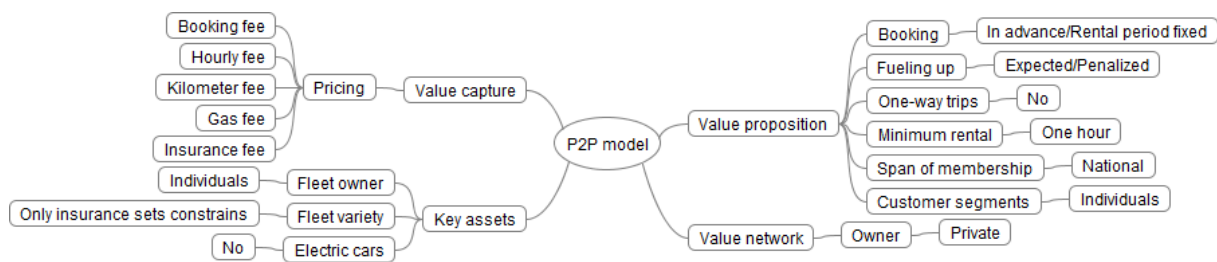 Booking fee
Hourly fee
Kilometer fee
Gas fee
Insurance fee
Pricing
Value capture
Individuals
Fleet owner
Only insurance sets constrains
Fleet variety
No
Electric cars
Key assets
P2P model
Value proposition
Booking
In advance/Rental period fixed
Fueling up
Expected/Penalized
One-way trips
No
Minimum rental
One hour
Span of membership
National
Customer segments
Individuals
Value network
Owner
Private